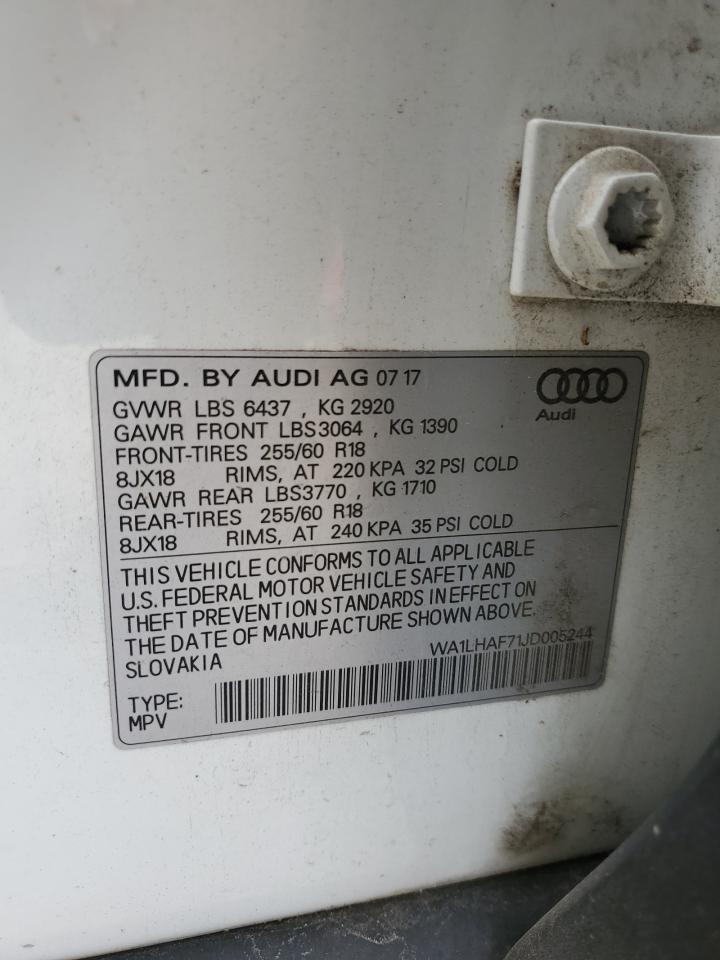 MFD. BY AUDI AG 07 17
Audi
GVWR LBS 6437 , KG 2920
GAWR FRONT LBS3064 , KG 1390
FRONT-TIRES 255/60 R18
8JX18 RIMS, AT 220 KPA 32 PSI COLD
GAWR REAR LBS3770 , KG 1710
REAR-TIRES 255/60 R18
8JX18 RIMS, AT 240 KPA 35 PSI COLD
THIS VEHICLE CONFORMS TO ALL APPLICABLE
U.S. FEDERAL MOTOR VEHICLE SAFETY AND
THEFT PREVENTION STANDARDS IN EFFECT ON
THE DATE OF MANUFACTURE SHOWN ABOVE.
SLOVAKIA
WA1LHAF71JD005244
TYPE:
MPV